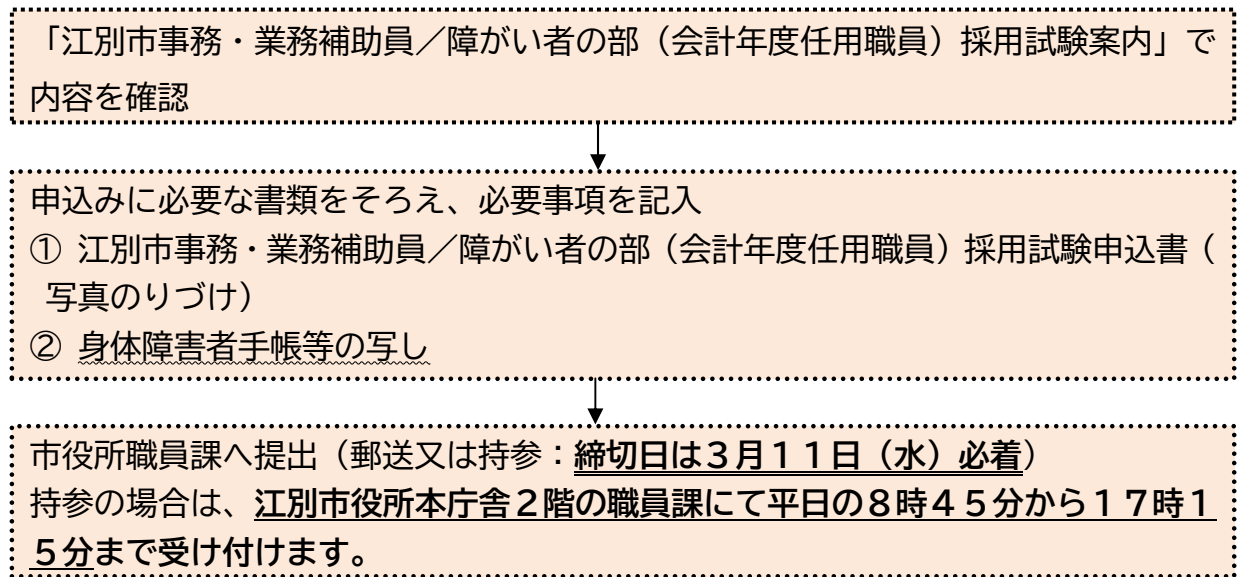 「江別市事務・業務補助員／障がい者の部（会計年度任用職員）採用試験案内」で
内容を確認
申込みに必要な書類をそろえ、必要事項を記入
① 江別市事務・業務補助員／障がい者の部（会計年度任用職員）採用試験申込書（
写真のりづけ）
② 身体障害者手帳等の写し
市役所職員課へ提出（郵送又は持参：締切日は３月１１日（水）必着）
持参の場合は、江別市役所本庁舎２階の職員課にて平日の８時４５分から１７時１
５分まで受け付けます。